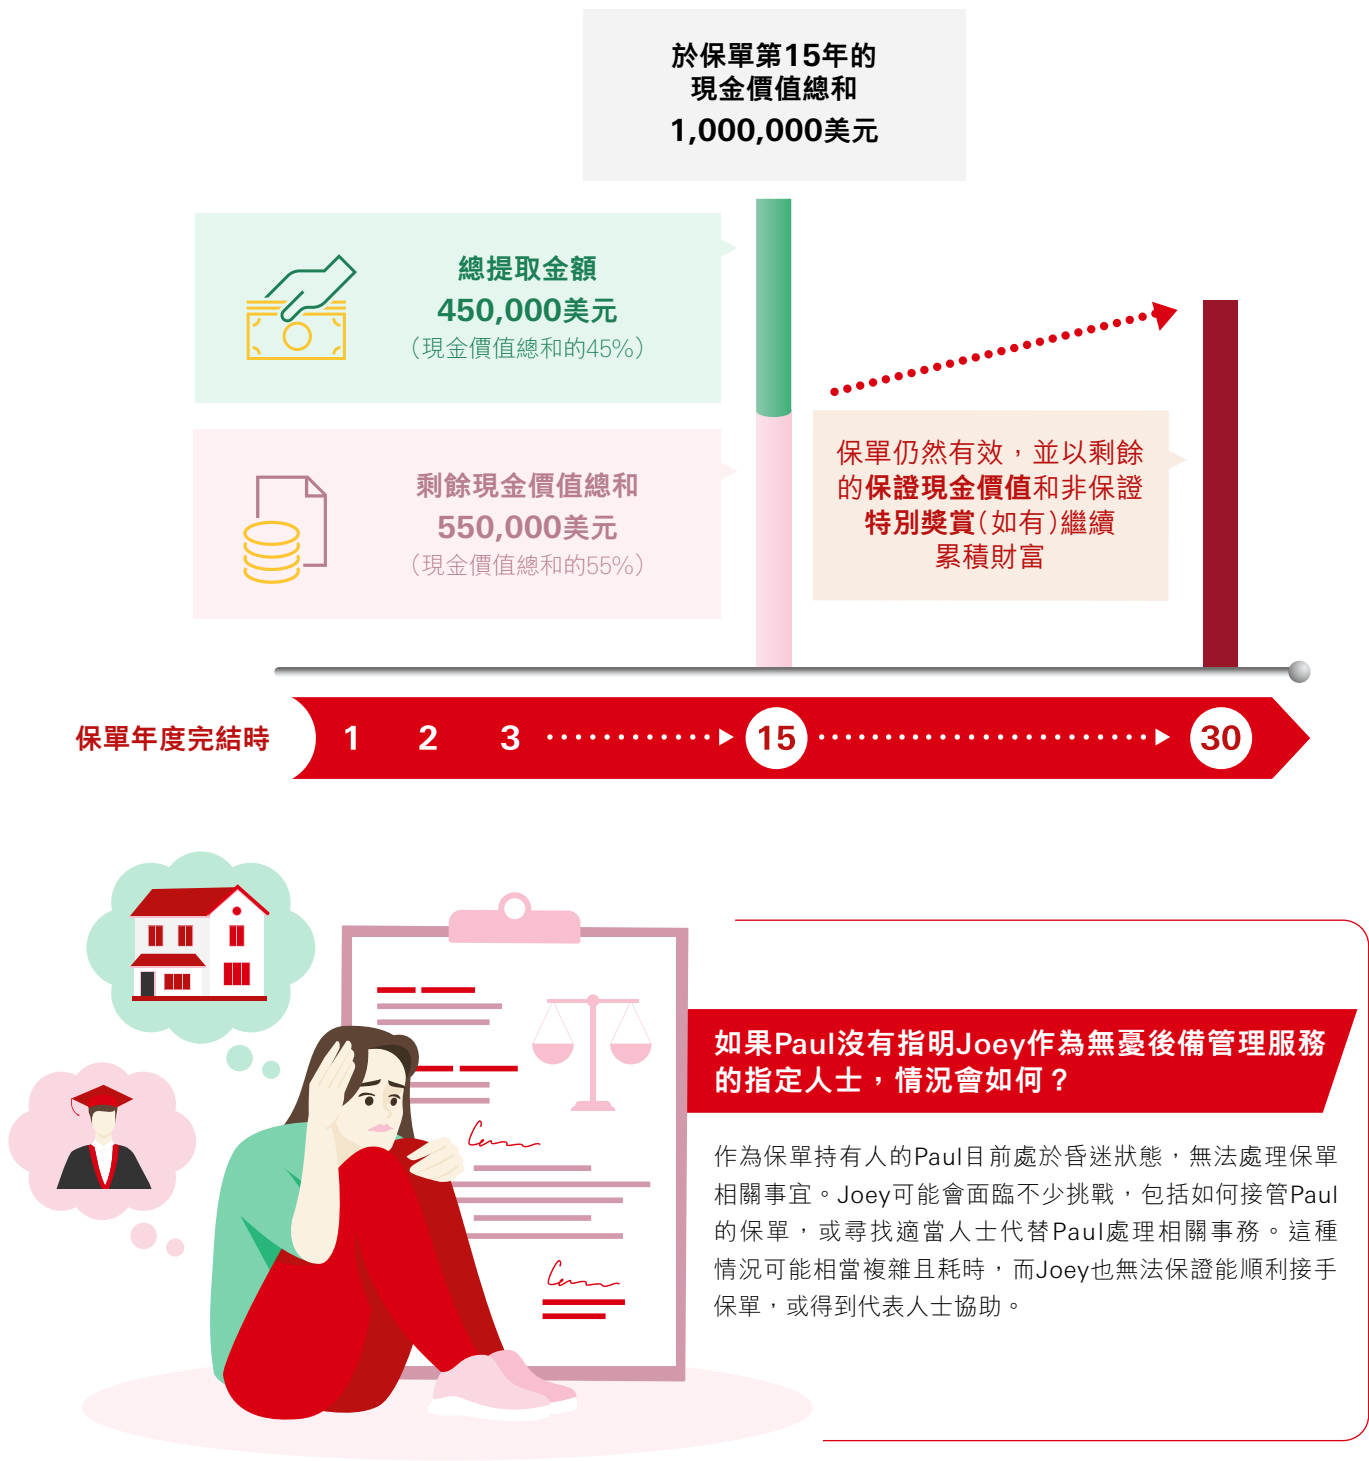 於保單第15年的
現金價值總和
1,000,000美元
總提取金額
450,000美元
（現金價值總和的45%）
剩餘現金價值總和
550,000美元
（現金價值總和的55%）
保單仍然有效，並以剩餘
的保證現金價值和非保證
特別獎賞（如有）繼續
累積財富
保單年度完結時 1 2 3 15 30
如果Paul沒有指明Joey作為無憂後備管理服務
的指定人士，情況會如何？
作為保單持有人的Paul目前處於昏迷狀態，無法處理保單
相關事宜。Joey可能會面臨不少挑戰，包括如何接管Paul
的保單，或尋找適當人士代替Paul處理相關事務。這種
情況可能相當複雜且耗時，而Joey也無法保證能順利接手
保單，或得到代表人士協助。